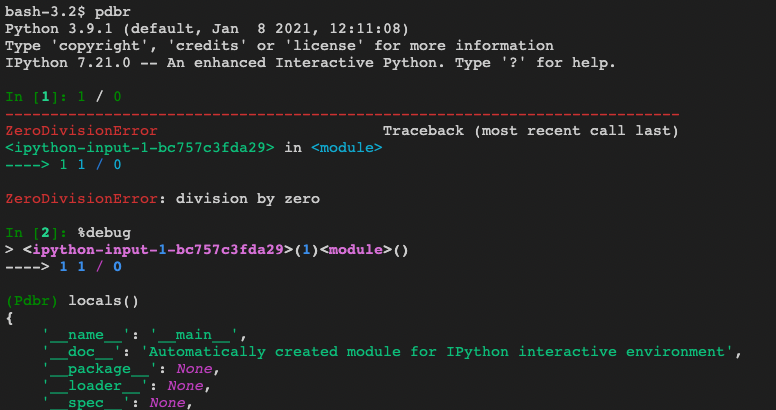 bash-3.2$ pdbr
Python 3.9.1 (default, Jan  8 2021, 12:11:08)
Type 'copyright', 'credits' or 'license' for more information
IPython 7.21.0 -- An enhanced Interactive Python. Type '?' for help.
In [1]: 1 / 0
---------------------------------------------------------------------------
ZeroDivisionError                         Traceback (most recent call last)
<ipython-input-1-bc757c3fda29> in <module>
----> 1 1 / 0
ZeroDivisionError: division by zero
In [2]: %debug
> <ipython-input-1-bc757c3fda29>(1)<module>()
----> 1 1 / 0
(Pdbr) locals()
{
    '__name__': '__main__',
    '__doc__': 'Automatically created module for IPython interactive environment',
    '__package__': None,
    '__loader__': None,
    '__spec__': None,